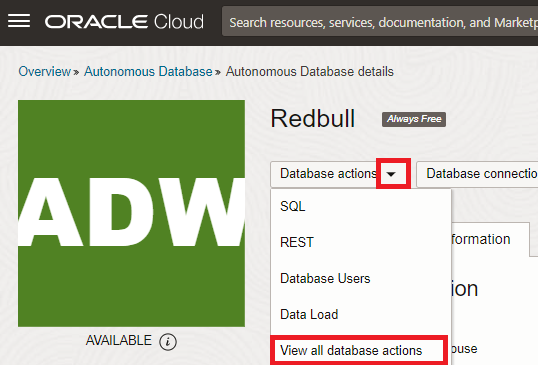 ORACLE Cloud
Search resources, services, documentation, and Marketp
Overview » Autonomous Database » Autonomous Database details
ADW
AVAILABLE i
Redbull Always Free
Database actions Database connectio
SQL
REST
Database Users
Data Load
View all database actions
formation
ion
ouse